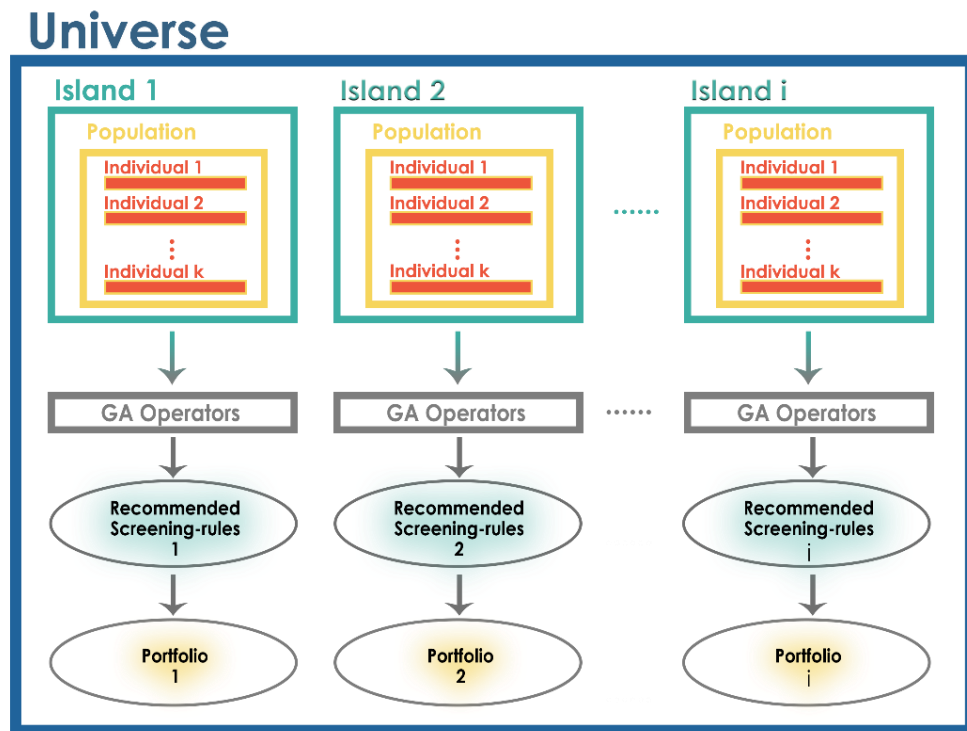 Universe
Island 1
Population
Individual 1
Individual 2
Individual k
GA Operators
Recommended
Screening-rules
1
Portfolio
1
Island 2
Population
Individual 1
Individual 2
Individual k
GA Operators
Recommended
Screening-rules
2
Portfolio
2
......
......
Island i
Population
Individual 1
Individual 2
Individual k
GA Operators
Recommended
Screening-rules
i
Portfolio
i